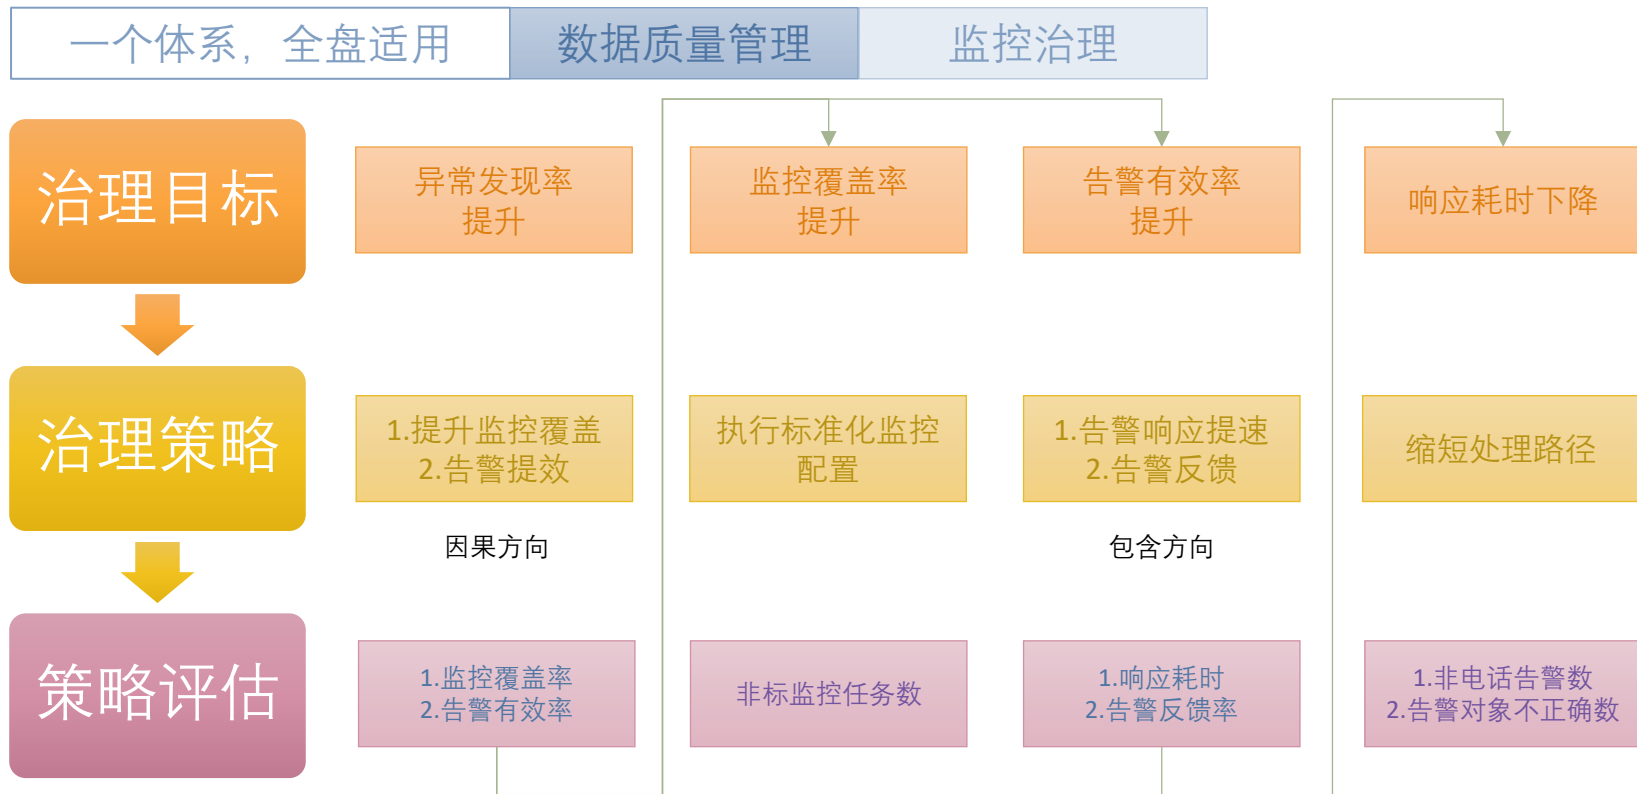 一个体系，全盘适用
数据质量管理
监控治理
治理目标
异常发现率
提升
监控覆盖率
提升
告警有效率
提升
响应耗时下降
治理策略
1.提升监控覆盖
2.告警提效
执行标准化监控
配置
1.告警响应提速
2.告警反馈
缩短处理路径
因果方向
包含方向
策略评估
1.监控覆盖率
2.告警有效率
非标监控任务数
1.响应耗时
2.告警反馈率
1.非电话告警数
2.告警对象不正确数